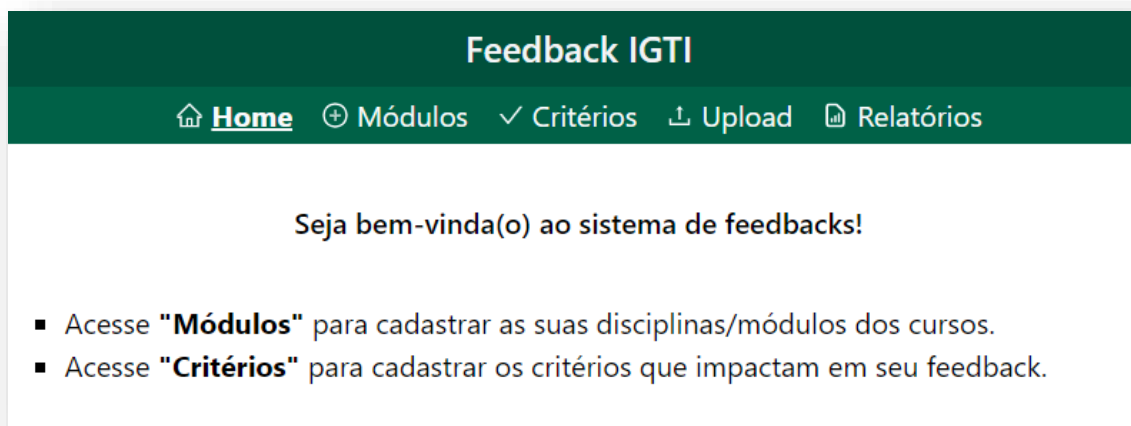 Feedback IGTI
Home Módulos Critérios Upload Relatórios
Seja bem-vinda(o) ao sistema de feedbacks!
Acesse "Módulos" para cadastrar as suas disciplinas/módulos dos cursos.
Acesse "Critérios" para cadastrar os critérios que impactam em seu feedback.